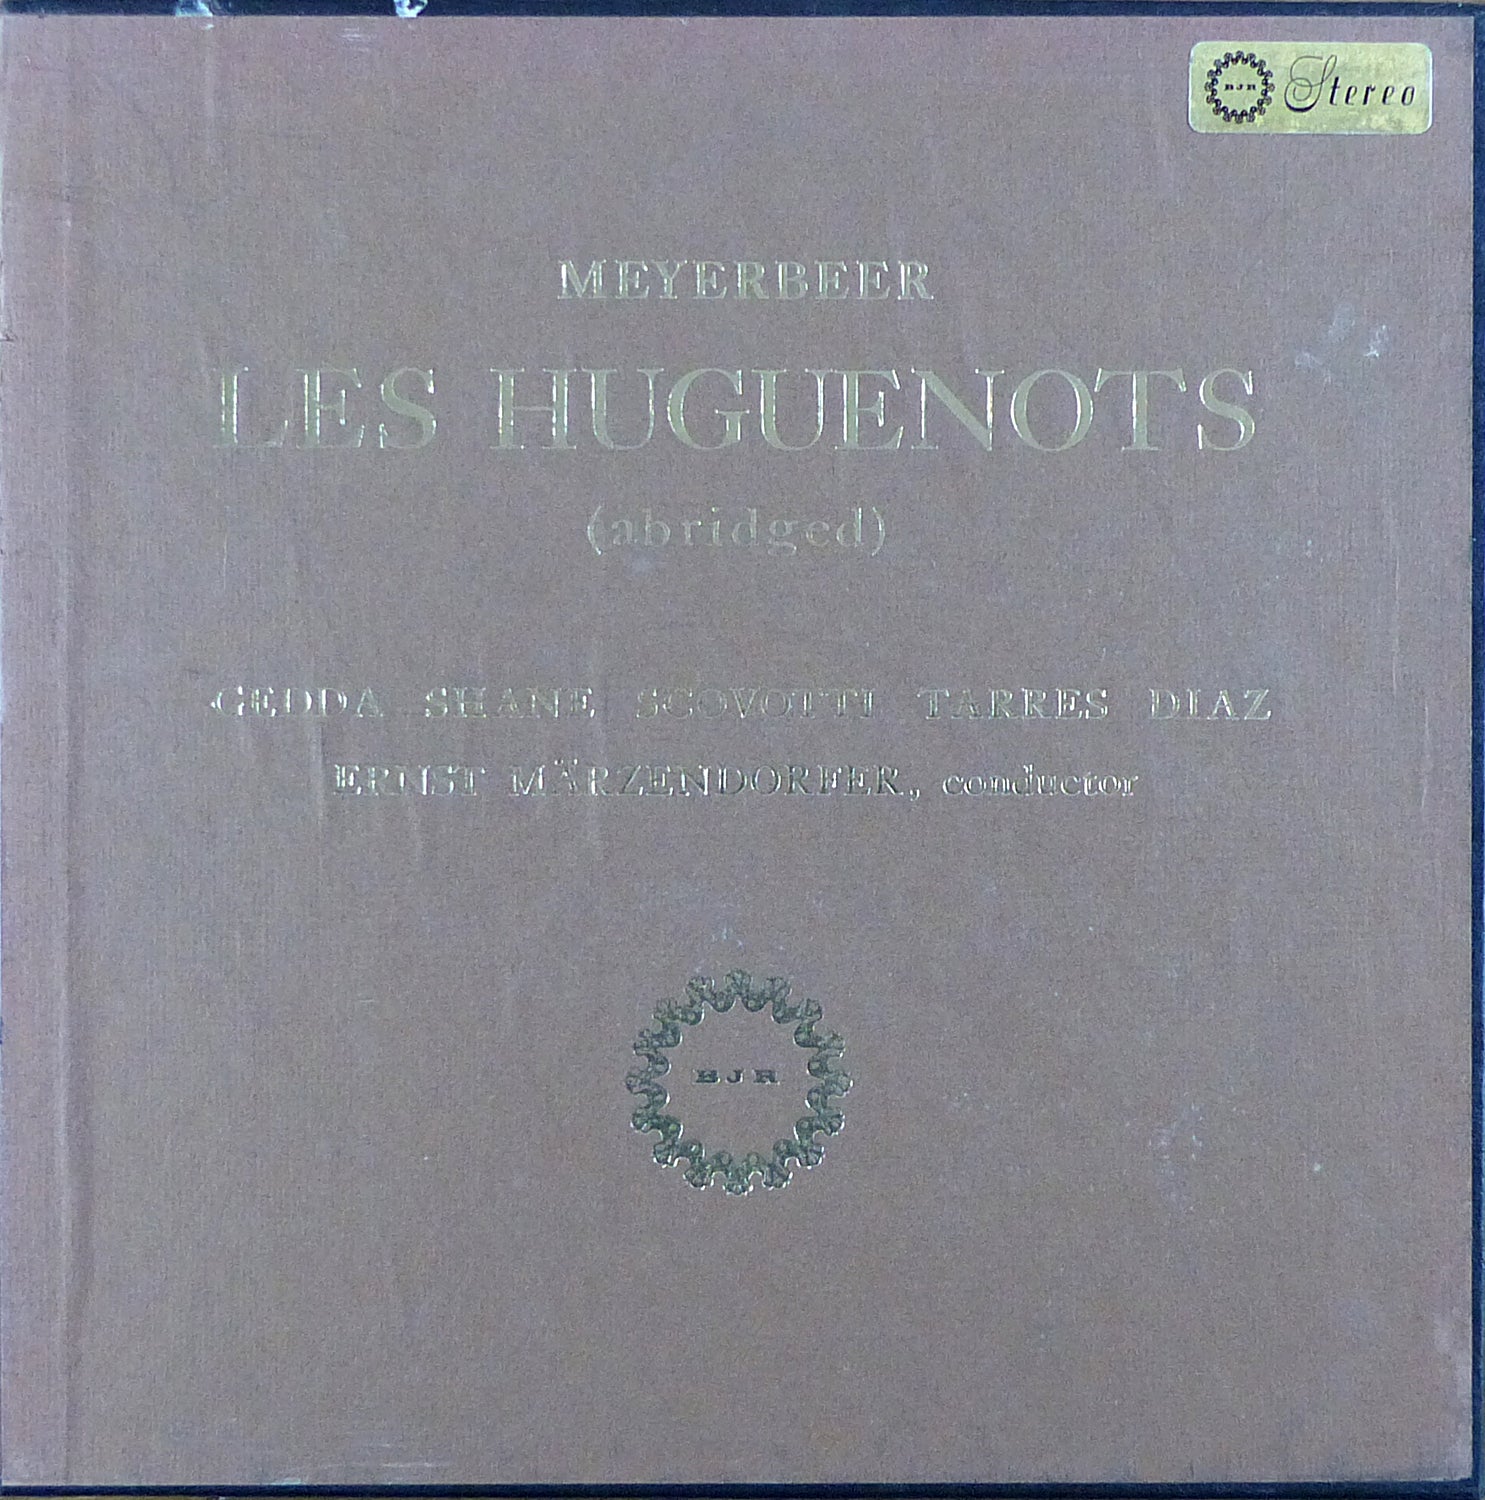 BJR Stereo
MEYERBEER
LES HUGUENOTS
(abridged)
GEDDA SHANE SCOVOTTI TARRES DIAZ
ERNST MÄRZENDORFER, conductor
BJR